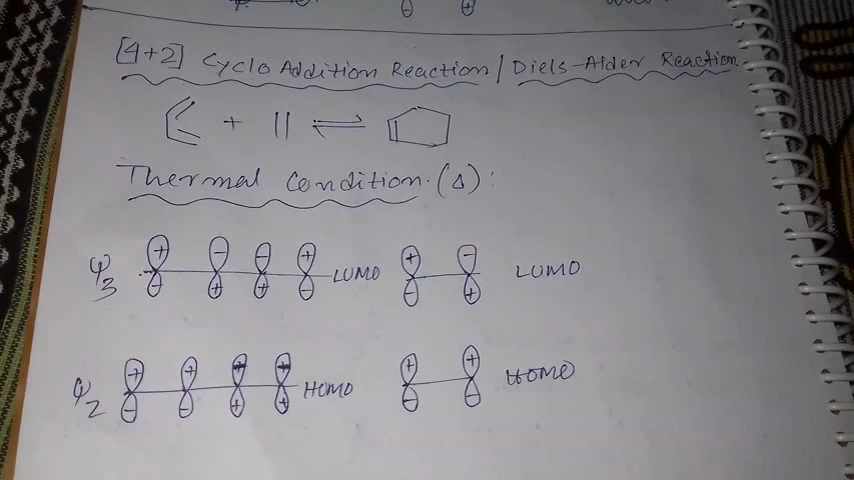 [4+2] Cyclo Addition Reaction / Diels-Alder Reaction
+ ||
Thermal Condition. (Δ):
+ - - + + -
ψ3 LUMO LUMO
- + + - - +
+ + + +
ψ2 HOMO HOMO
- - + + - -